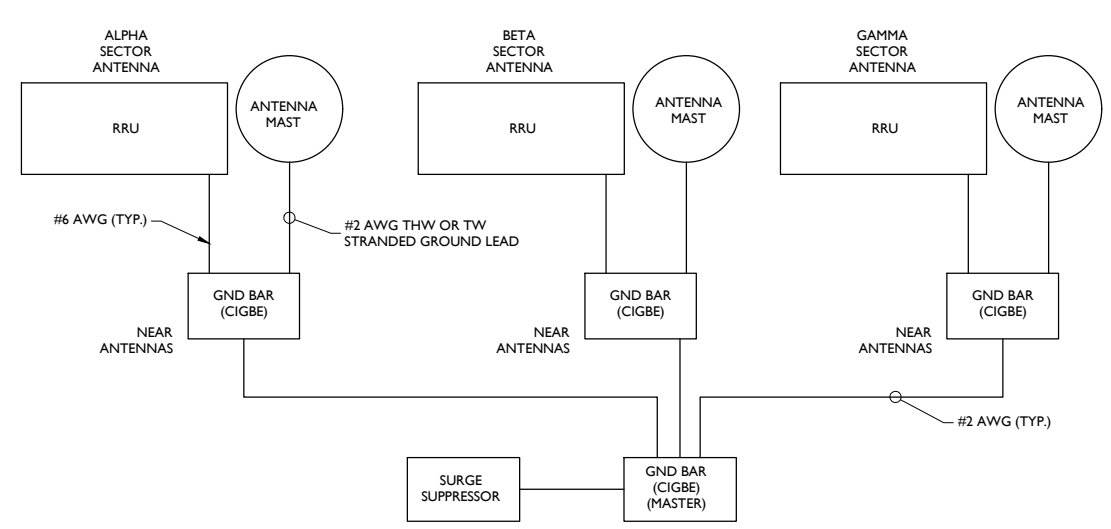 ALPHA
SECTOR
ANTENNA
BETA
SECTOR
ANTENNA
GAMMA
SECTOR
ANTENNA
RRU
ANTENNA
MAST
RRU
ANTENNA
MAST
RRU
ANTENNA
MAST
#6 AWG (TYP.)
#2 AWG THW OR TW
STRANDED GROUND LEAD
GND BAR
(CIGBE)
NEAR
ANTENNAS
GND BAR
(CIGBE)
NEAR
ANTENNAS
GND BAR
(CIGBE)
NEAR
ANTENNAS
#2 AWG (TYP.)
SURGE
SUPPRESSOR
GND BAR
(CIGBE)
(MASTER)